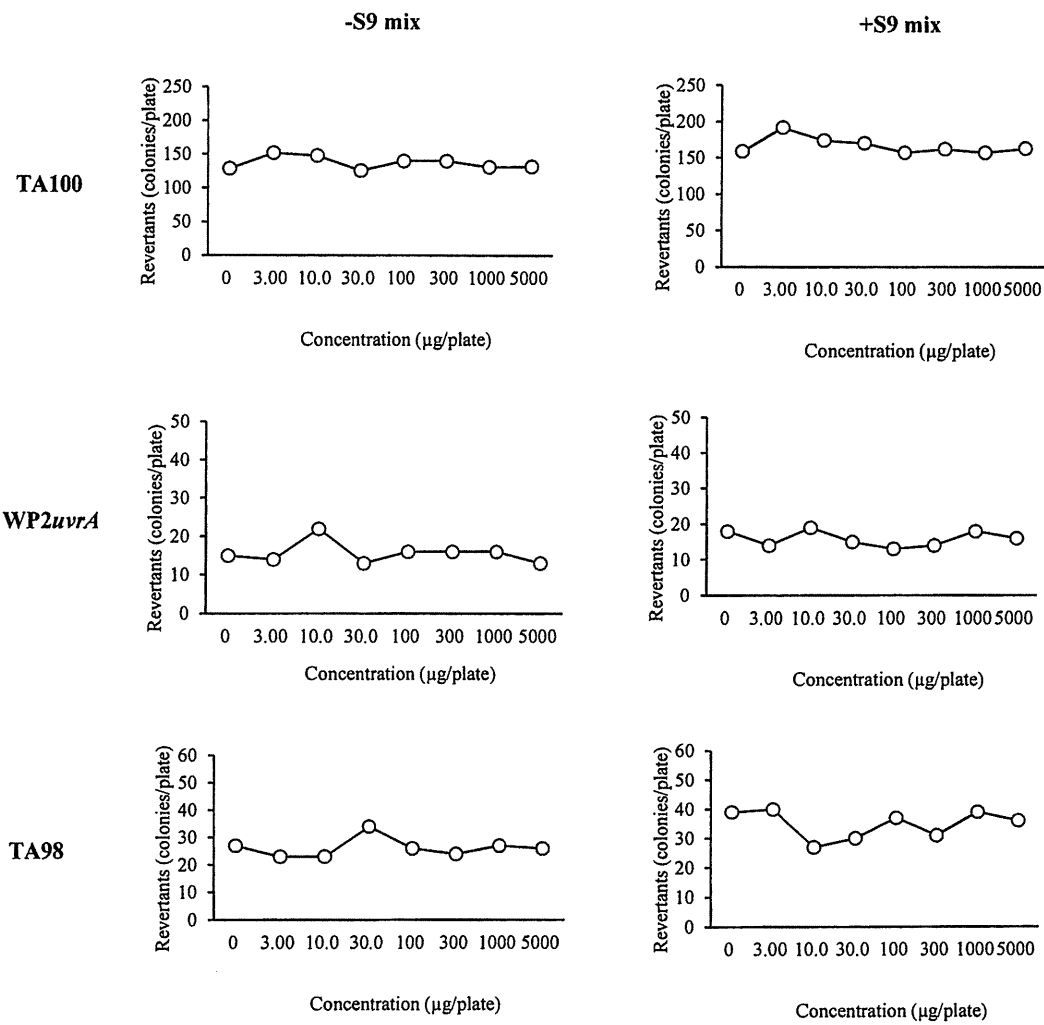 -S9 mix
+S9 mix
TA100
Revertants (colonies/plate)
250
200
150
100
50
0
0 3.00 10.0 30.0 100 300 1000 5000
Concentration (µg/plate)
Revertants (colonies/plate)
250
200
150
100
50
0
0 3.00 10.0 30.0 100 300 1000 5000
Concentration (µg/plate)
WP2uvrA
Revertants (colonies/plate)
50
40
30
20
10
0
0 3.00 10.0 30.0 100 300 1000 5000
Concentration (µg/plate)
Revertants (colonies/plate)
50
40
30
20
10
0
0 3.00 10.0 30.0 100 300 1000 5000
Concentration (µg/plate)
TA98
Revertants (colonies/plate)
60
50
40
30
20
10
0
0 3.00 10.0 30.0 100 300 1000 5000
Concentration (µg/plate)
Revertants (colonies/plate)
60
50
40
30
20
10
0
0 3.00 10.0 30.0 100 300 1000 5000
Concentration (µg/plate)